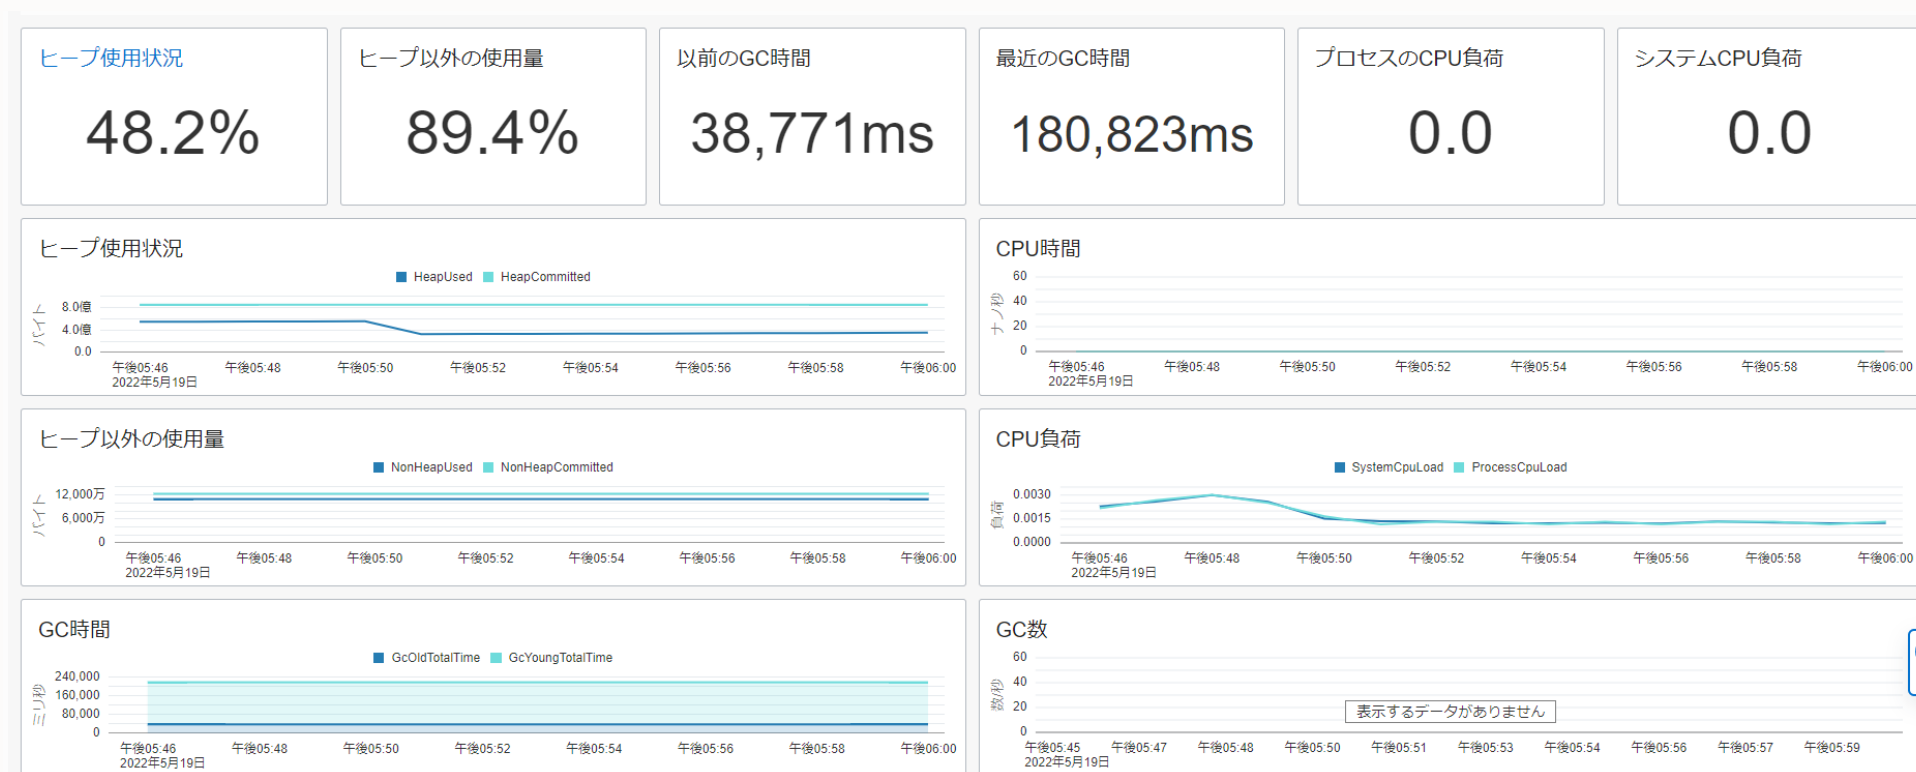 ヒープ使用状況
48.2%
ヒープ以外の使用量
89.4%
以前のGC時間
38,771ms
最近のGC時間
180,823ms
プロセスのCPU負荷
0.0
システムCPU負荷
0.0
ヒープ使用状況
HeapUsed HeapCommitted
バイト
8.0億
4.0億
0.0
午後05:46 午後05:48 午後05:50 午後05:52 午後05:54 午後05:56 午後05:58 午後06:00
2022年5月19日
CPU時間
ナノ秒
60
40
20
0
午後05:46 午後05:48 午後05:50 午後05:52 午後05:54 午後05:56 午後05:58 午後06:00
2022年5月19日
ヒープ以外の使用量
NonHeapUsed NonHeapCommitted
バイト
12,000万
6,000万
0
午後05:46 午後05:48 午後05:50 午後05:52 午後05:54 午後05:56 午後05:58 午後06:00
2022年5月19日
CPU負荷
SystemCpuLoad ProcessCpuLoad
負荷
0.0030
0.0015
0.0000
午後05:46 午後05:48 午後05:50 午後05:52 午後05:54 午後05:56 午後05:58 午後06:00
2022年5月19日
GC時間
GcOldTotalTime GcYoungTotalTime
ミリ秒
240,000
160,000
80,000
0
午後05:46 午後05:48 午後05:50 午後05:52 午後05:54 午後05:56 午後05:58 午後06:00
2022年5月19日
GC数
数/秒
60
40
20
0
表示するデータがありません
午後05:45 午後05:47 午後05:48 午後05:50 午後05:51 午後05:53 午後05:54 午後05:56 午後05:57 午後05:59
2022年5月19日